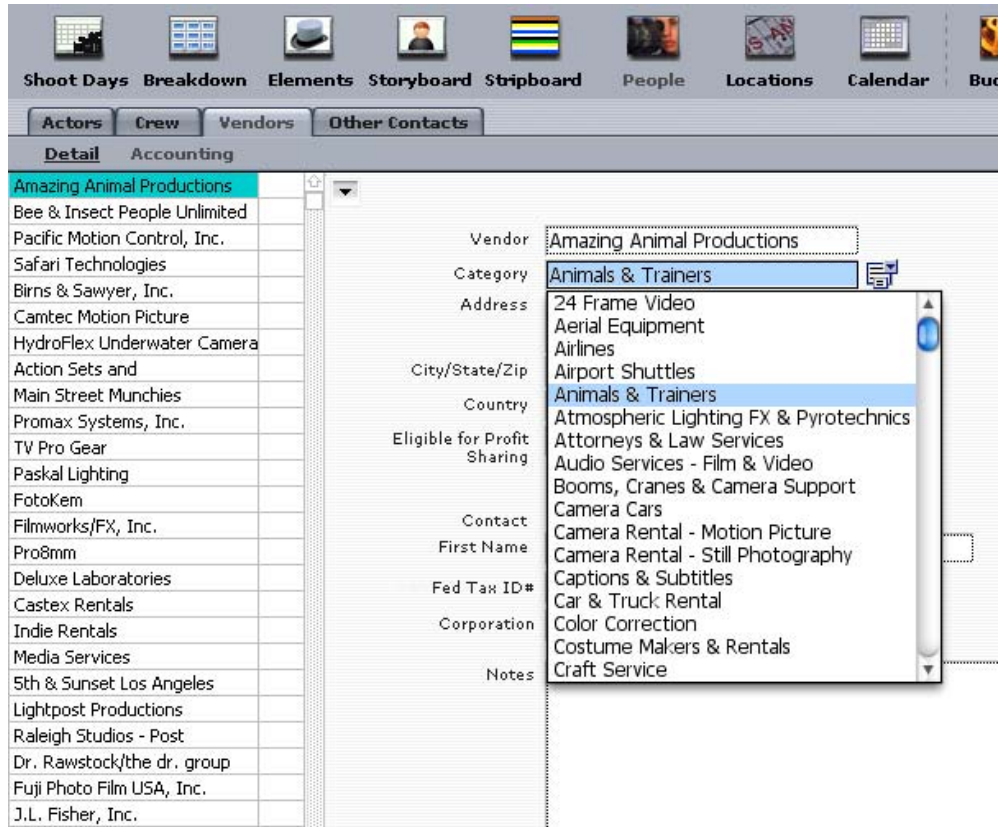 Shoot Days Breakdown Elements Storyboard Stripboard People Locations Calendar
Actors Crew Vendors Other Contacts
Detail Accounting
Amazing Animal Productions
Bee & Insect People Unlimited
Pacific Motion Control, Inc.
Safari Technologies
Birns & Sawyer, Inc.
Camtec Motion Picture
HydroFlex Underwater Camera
Action Sets and
Main Street Munchies
Promax Systems, Inc.
TV Pro Gear
Paskal Lighting
FotoKem
Filmworks/FX, Inc.
Pro8mm
Deluxe Laboratories
Castex Rentals
Indie Rentals
Media Services
5th & Sunset Los Angeles
Lightpost Productions
Raleigh Studios - Post
Dr. Rawstock/the dr. group
Fuji Photo Film USA, Inc.
J.L. Fisher, Inc.
Vendor Amazing Animal Productions
Category Animals & Trainers
Address
City/State/Zip
Country
Eligible for Profit
Sharing
Contact
First Name
Fed Tax ID#
Corporation
Notes
24 Frame Video
Aerial Equipment
Airlines
Airport Shuttles
Animals & Trainers
Atmospheric Lighting FX & Pyrotechnics
Attorneys & Law Services
Audio Services - Film & Video
Booms, Cranes & Camera Support
Camera Cars
Camera Rental - Motion Picture
Camera Rental - Still Photography
Captions & Subtitles
Car & Truck Rental
Color Correction
Costume Makers & Rentals
Craft Service